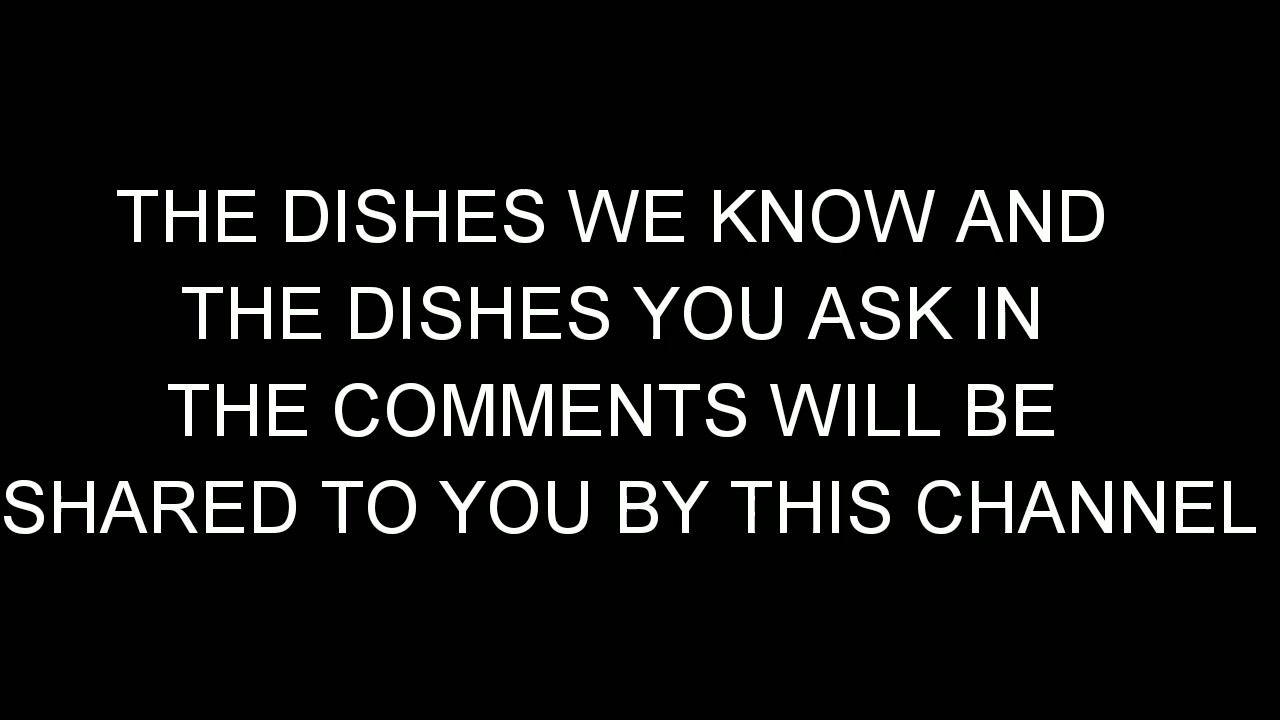 THE DISHES WE KNOW AND
THE DISHES YOU ASK IN
THE COMMENTS WILL BE
SHARED TO YOU BY THIS CHANNEL